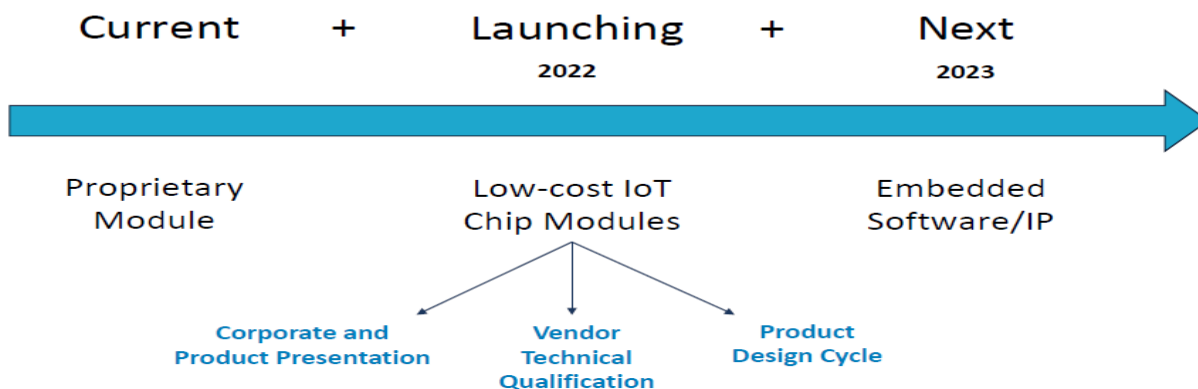 Current + Launching + Next
2022 2023
Proprietary Low-cost IoT Embedded
Module Chip Modules Software/IP
Corporate and Vendor Product
Product Presentation Technical Design Cycle
Qualification